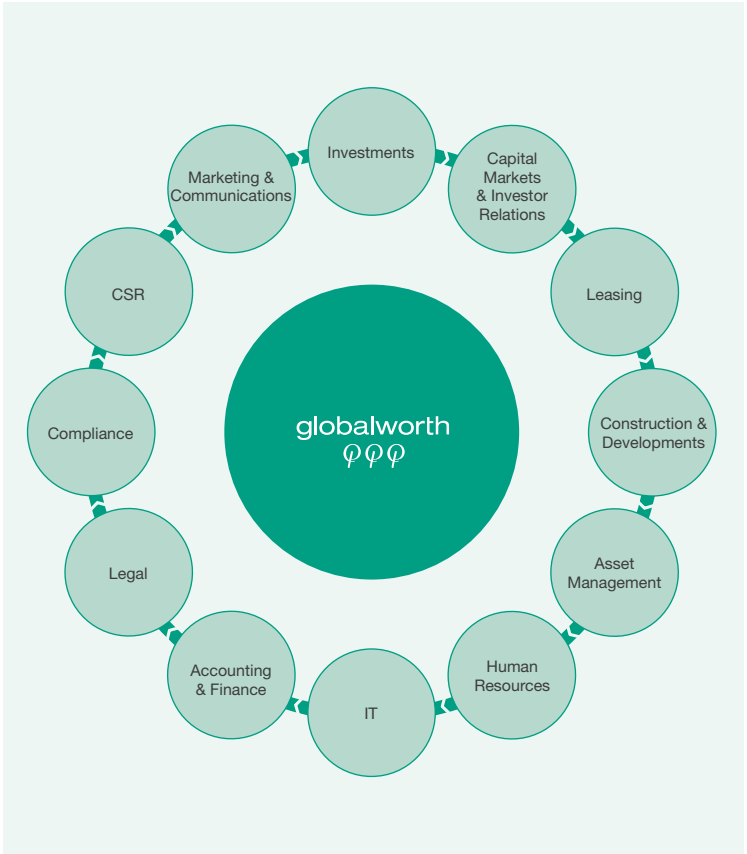 Investments
Capital
Markets
& Investor
Relations
Leasing
Construction &
Developments
Asset
Management
Human
Resources
IT
Accounting
& Finance
Legal
Compliance
CSR
Marketing &
Communications
globalworth
φφφ